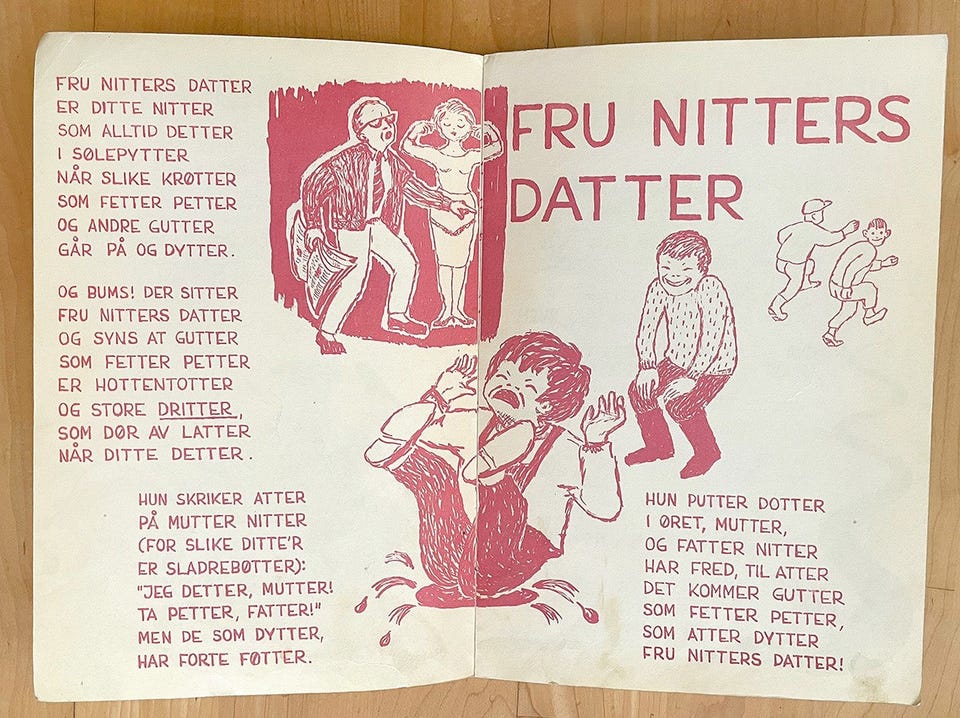 FRU NITTERS
DATTER
FRU NITTERS DATTER
ER DITTE NITTER
SOM ALLTID DETTER
I SØLEPYTTER
NÅR SLIKE KRØTTER
SOM FETTER PETTER
OG ANDRE GUTTER
GÅR PÅ OG DYTTER.
OG BUMS! DER SITTER
FRU NITTERS DATTER
OG SYNS AT GUTTER
SOM FETTER PETTER
ER HOTTENTOTTER
OG STORE DRITTER,
SOM DØR AV LATTER
NÅR DITTE DETTER.
HUN SKRIKER ATTER
PÅ MUTTER NITTER
(FOR SLIKE DITTE'R
ER SLADREBØTTER):
"JEG DETTER, MUTTER!
TA PETTER, FATTER!"
MEN DE SOM DYTTER,
HAR FORTE FØTTER.
HUN PUTTER DOTTER
I ØRET, MUTTER,
OG FATTER NITTER
HAR FRED, TIL ATTER
DET KOMMER GUTTER
SOM FETTER PETTER,
SOM ATTER DYTTER
FRU NITTERS DATTER!